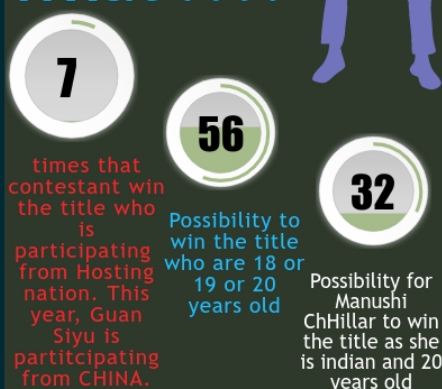 7
times that
contestant win
the title who
is
participating
from Hosting
nation. This
year, Guan
Siyu is
partitcitpacting
from CHINA.
56
Possibility to
win the title
who are 18 or
19 or 20
years old
32
Possibility for
Manushi
ChHillar to win
the title as she
is indian and 20
years old